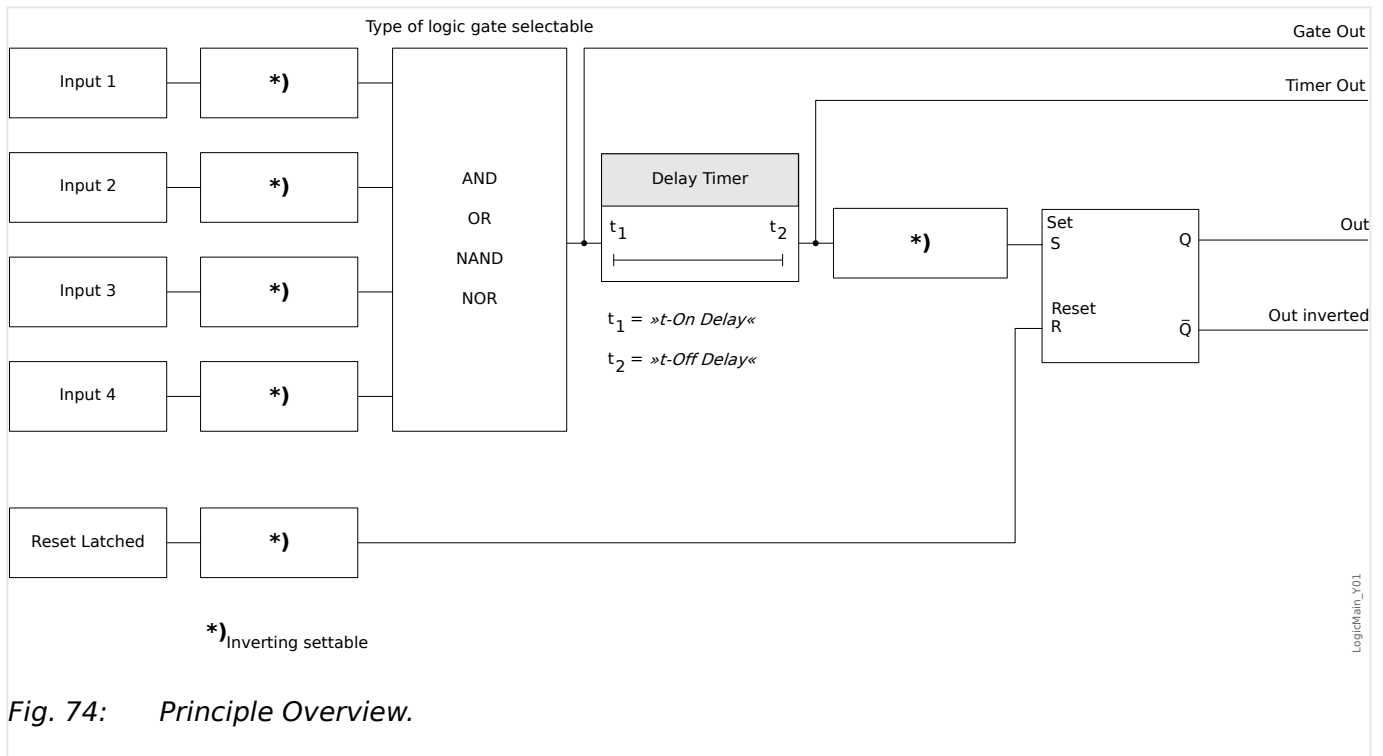 Type of logic gate selectable
Gate Out
Input 1
*)
Timer Out
Input 2
*)
AND
OR
NAND
NOR
Delay Timer
t1
t2
*)
Set
S
Q
Out
Input 3
*)
t1 = »t-On Delay«
t2 = »t-Off Delay«
Reset
R
Q̅
Out inverted
Input 4
*)
Reset Latched
*)
*)Inverting settable
LogicMain_Y01
Fig. 74: Principle Overview.